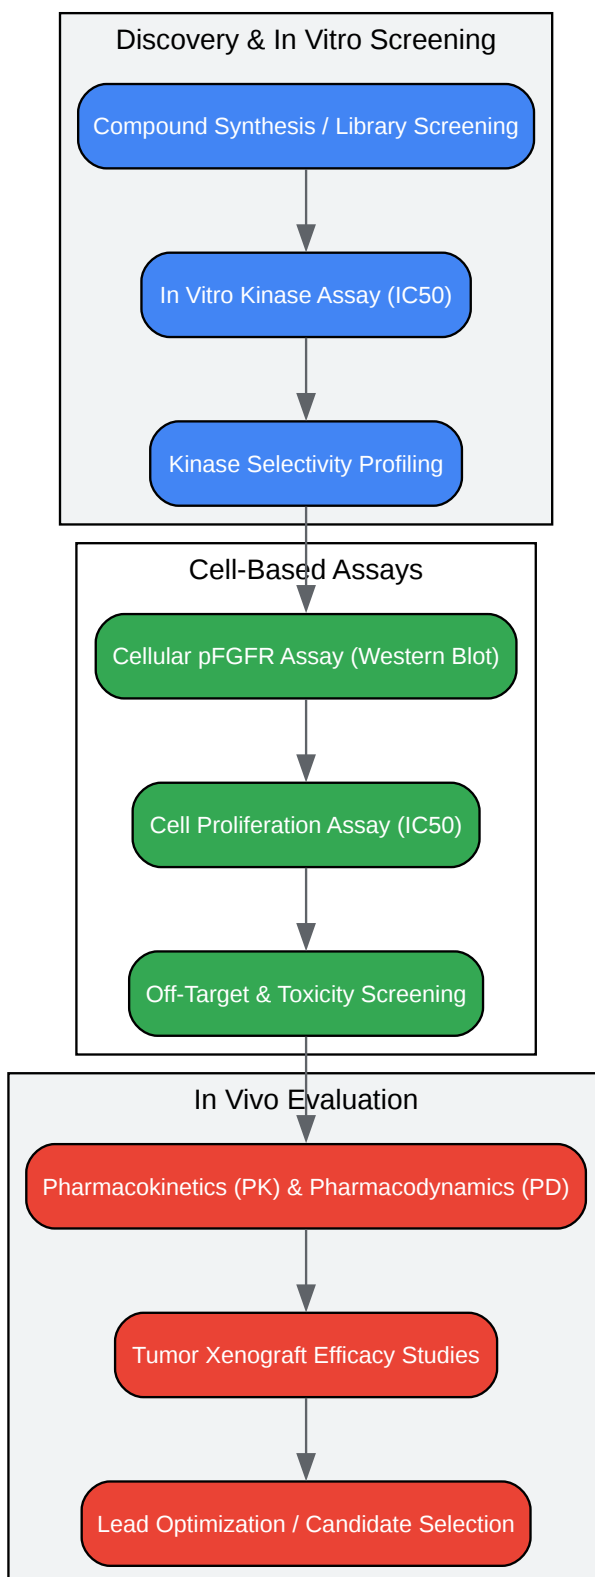 Discovery & In Vitro Screening
Compound Synthesis / Library Screening
In Vitro Kinase Assay (IC50)
Kinase Selectivity Profiling
Cell-Based Assays
Cellular pFGFR Assay (Western Blot)
Cell Proliferation Assay (IC50)
Off-Target & Toxicity Screening
In Vivo Evaluation
Pharmacokinetics (PK) & Pharmacodynamics (PD)
Tumor Xenograft Efficacy Studies
Lead Optimization / Candidate Selection